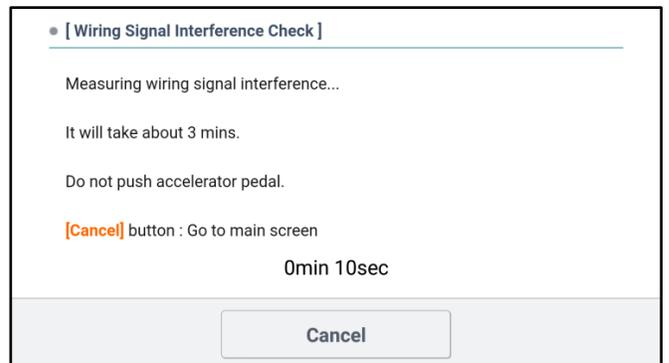 [ Wiring Signal Interference Check ]
Measuring wiring signal interference...
It will take about 3 mins.
Do not push accelerator pedal.
[Cancel] button : Go to main screen
0min 10sec
Cancel